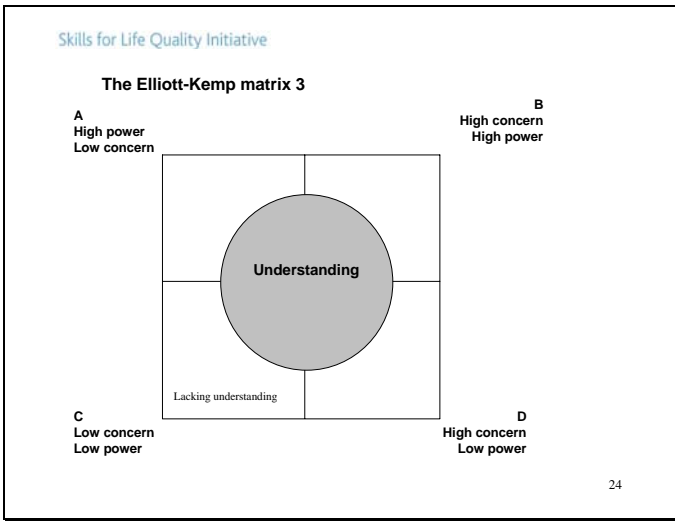 Skills for Life Quality Initiative
The Elliott-Kemp matrix 3
A
High power
Low concern
B
High concern
High power
Understanding
Lacking understanding
C
Low concern
Low power
D
High concern
Low power
24